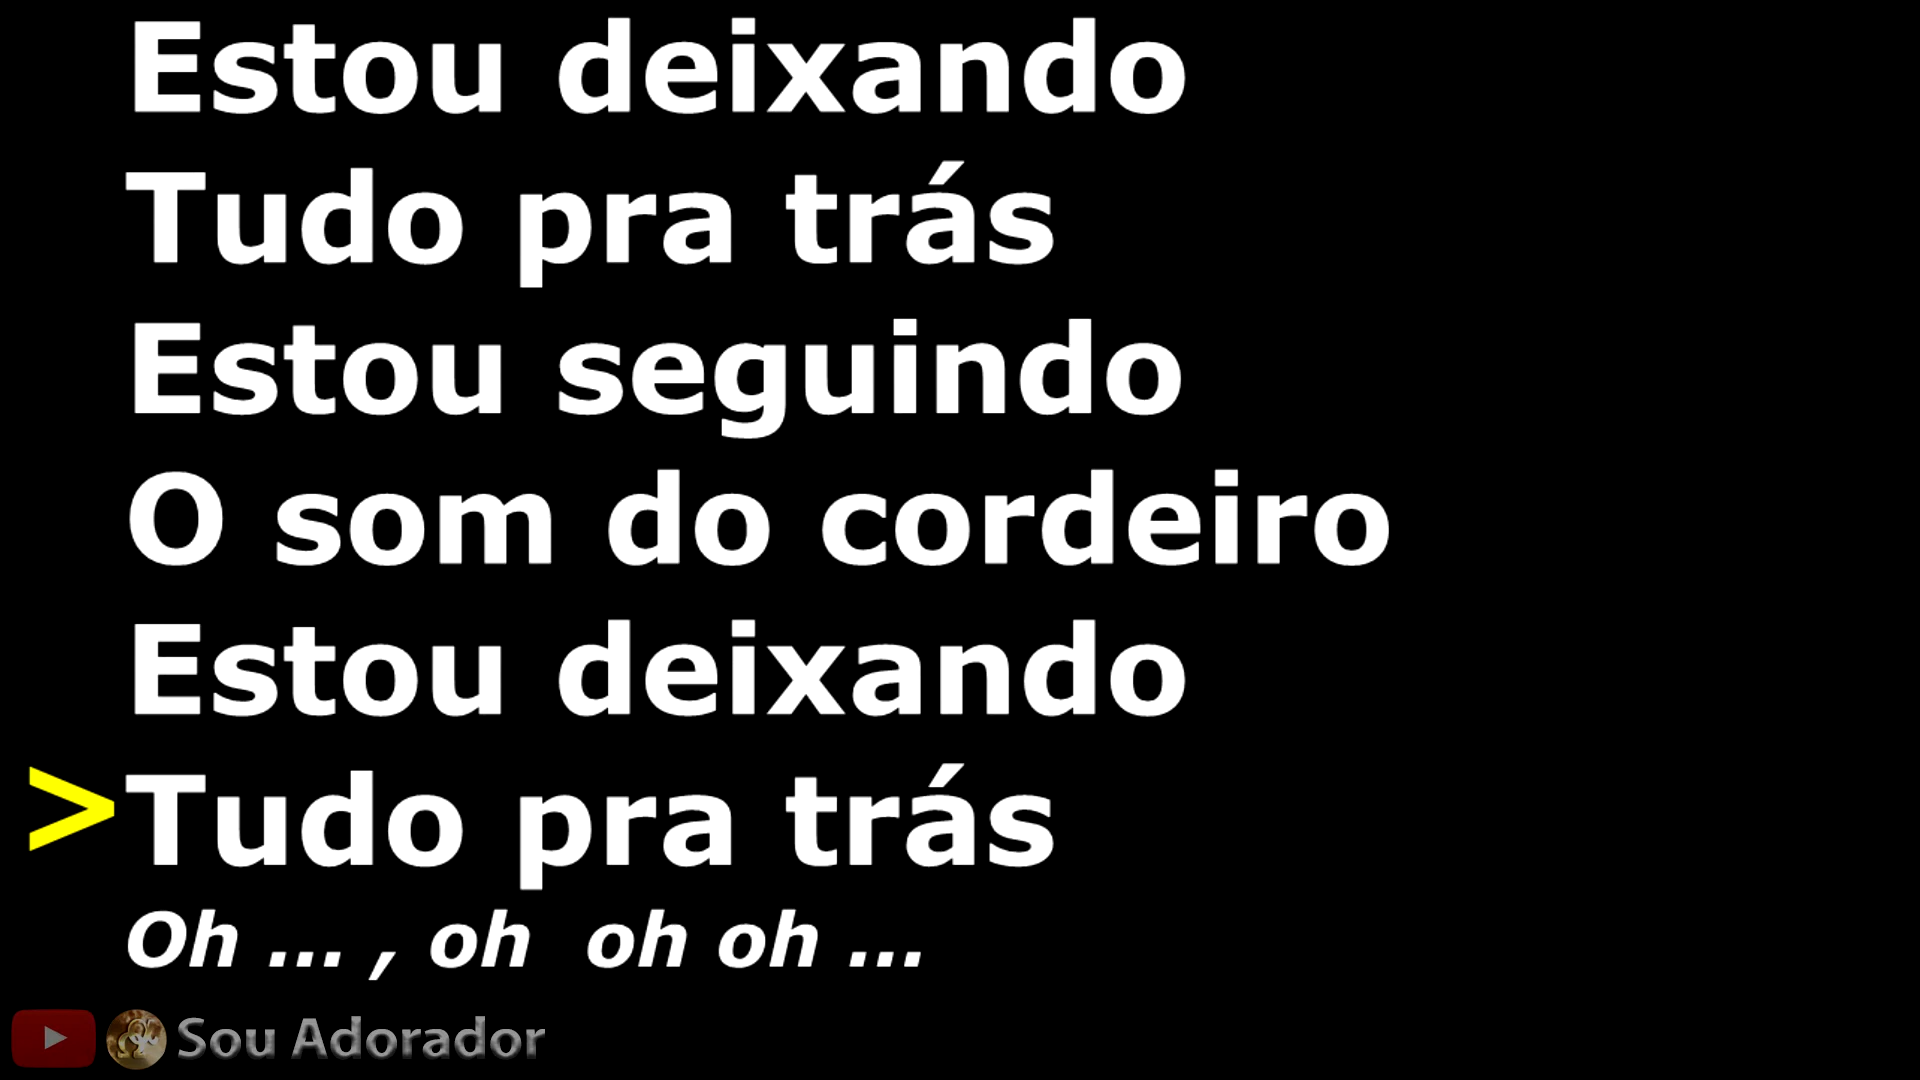 Estou deixando
Tudo pra trás
Estou seguindo
O som do cordeiro
Estou deixando
>Tudo pra trás
Oh ... , oh  oh oh ...
Sou Adorador